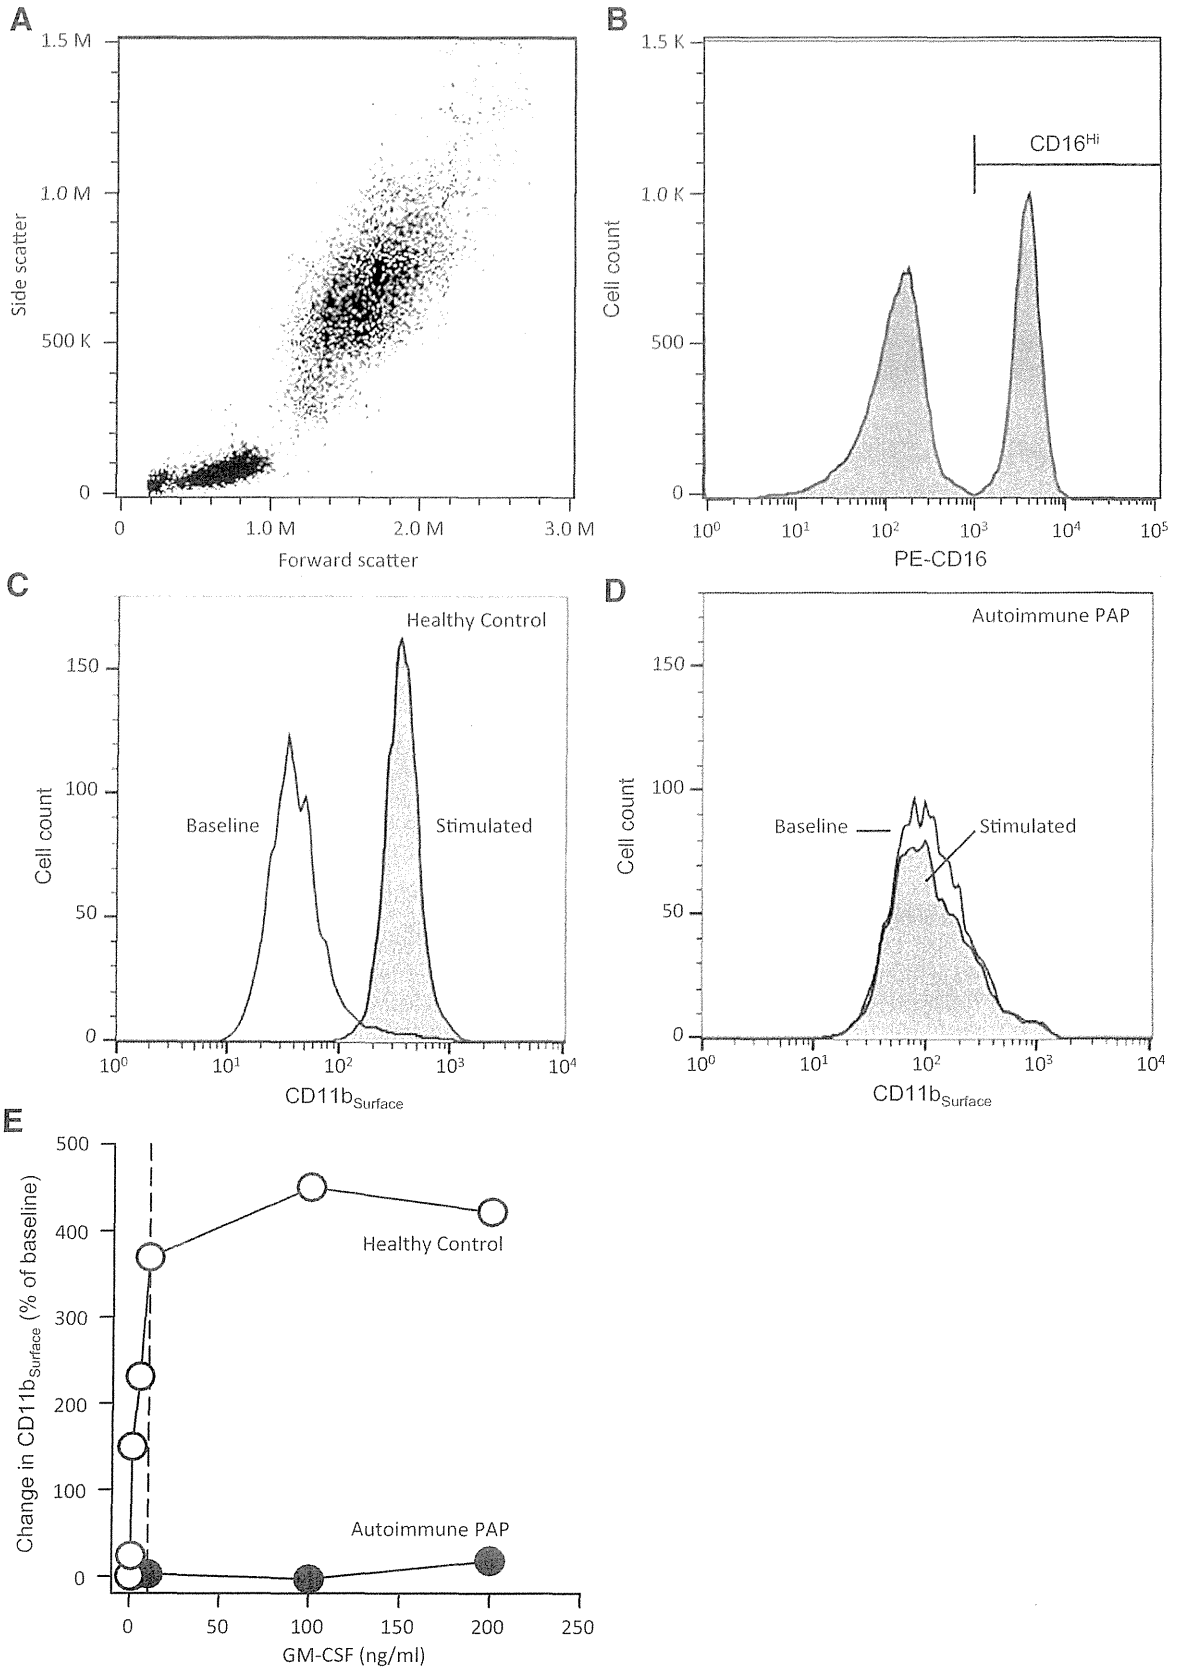 A
1.5 M
1.0 M
500 K
0
Side scatter
0 1.0 M 2.0 M 3.0 M
Forward scatter
B
1.5 K
1.0 K
500
0
Cell count
CD16Hi
10⁰ 10¹ 10² 10³ 10⁴ 10⁵
PE-CD16
C
Healthy Control
150
100
50
0
Cell count
Baseline
Stimulated
10⁰ 10¹ 10² 10³ 10⁴
CD11bSurface
D
Autoimmune PAP
150
100
50
0
Cell count
Baseline
Stimulated
10⁰ 10¹ 10² 10³ 10⁴
CD11bSurface
E
500
400
300
200
100
0
Change in CD11bSurface (% of baseline)
Healthy Control
Autoimmune PAP
0 50 100 150 200 250
GM-CSF (ng/ml)